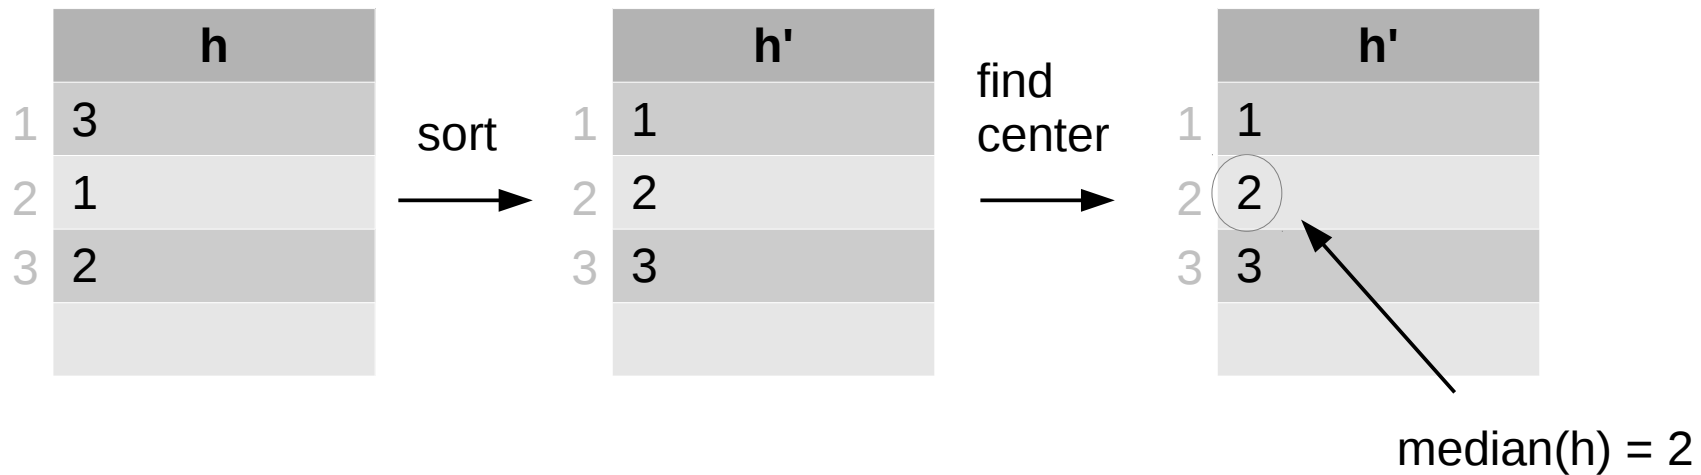 h
1 3
2 1
3 2
sort
h'
1 1
2 2
3 3
find
center
h'
1 1
2 2
3 3
median(h) = 2